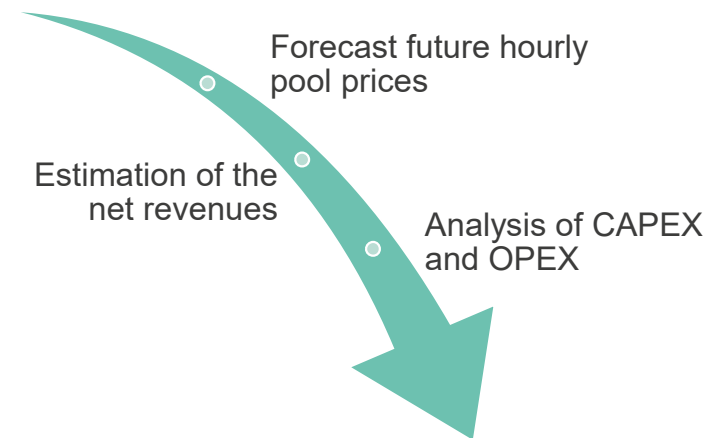 Forecast future hourly
pool prices
Estimation of the
net revenues
Analysis of CAPEX
and OPEX